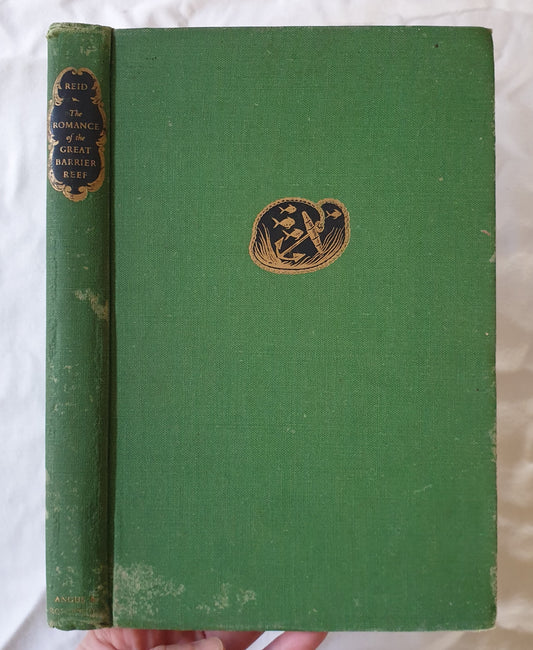 REID
The
ROMANCE
of the
GREAT
BARRIER
REEF
ANGUS